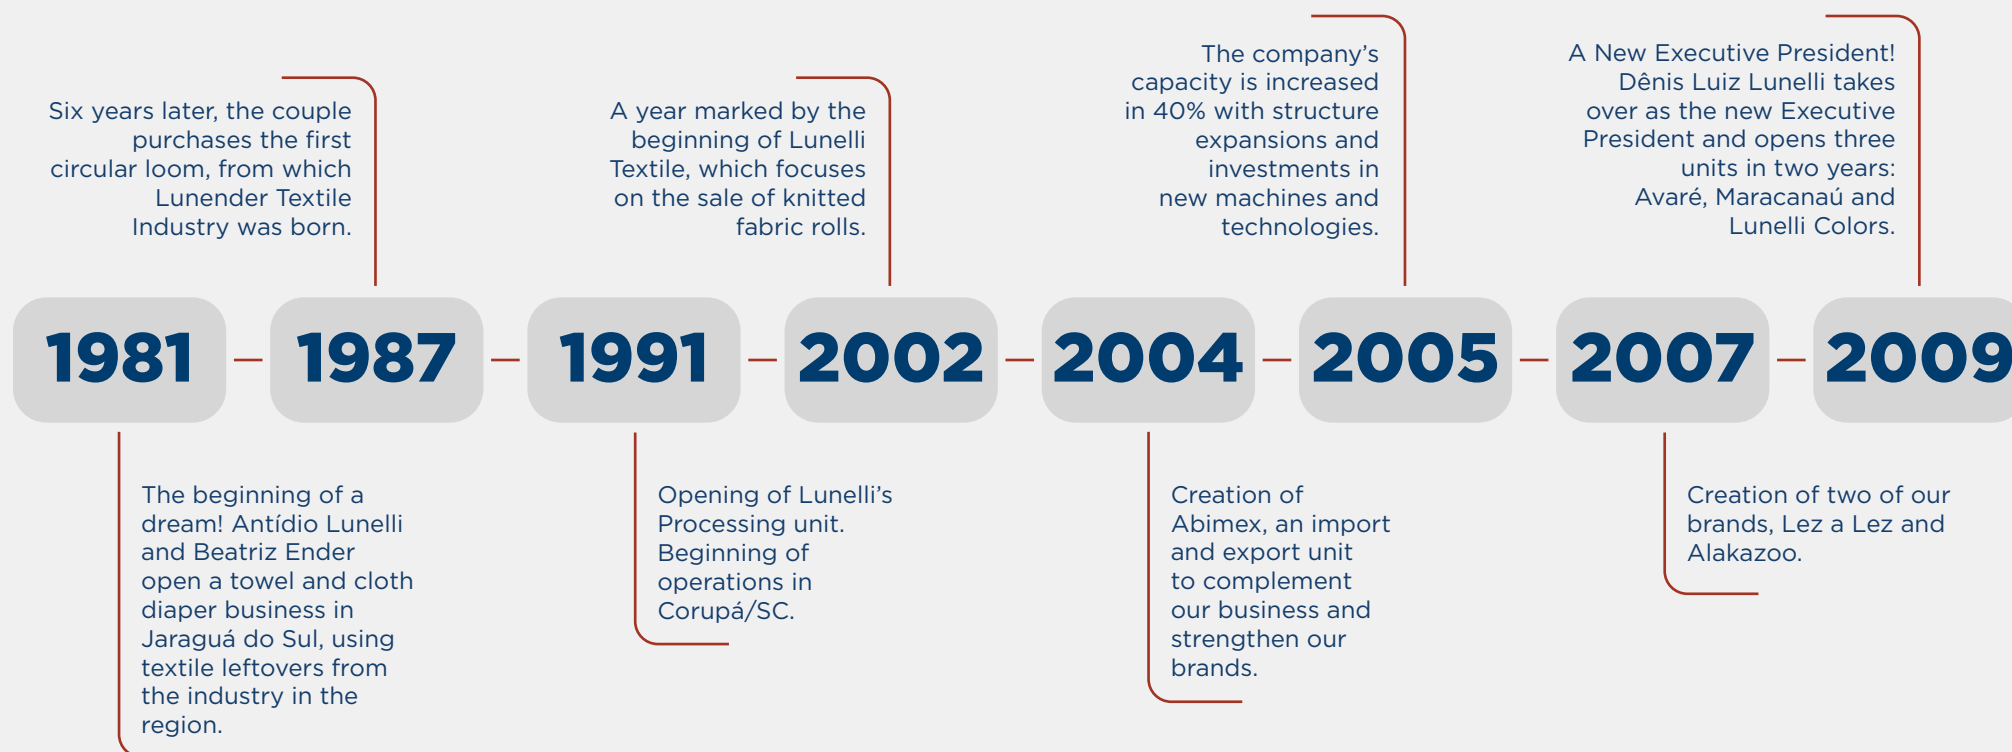 Six years later, the couple
purchases the first
circular loom, from which
Lunender Textile
Industry was born.
A year marked by the
beginning of Lunelli
Textile, which focuses
on the sale of knitted
fabric rolls.
The company’s
capacity is increased
in 40% with structure
expansions and
investments in
new machines and
technologies.
A New Executive President!
Dênis Luiz Lunelli takes
over as the new Executive
President and opens three
units in two years:
Avaré, Maracanaú and
Lunelli Colors.
1981 1987 1991 2002 2004 2005 2007 2009
The beginning of a
dream! Antídio Lunelli
and Beatriz Ender
open a towel and cloth
diaper business in
Jaraguá do Sul, using
textile leftovers from
the industry in the
region.
Opening of Lunelli’s
Processing unit.
Beginning of
operations in
Corupá/SC.
Creation of
Abimex, an import
and export unit
to complement
our business and
strengthen our
brands.
Creation of two of our
brands, Lez a Lez and
Alakazoo.